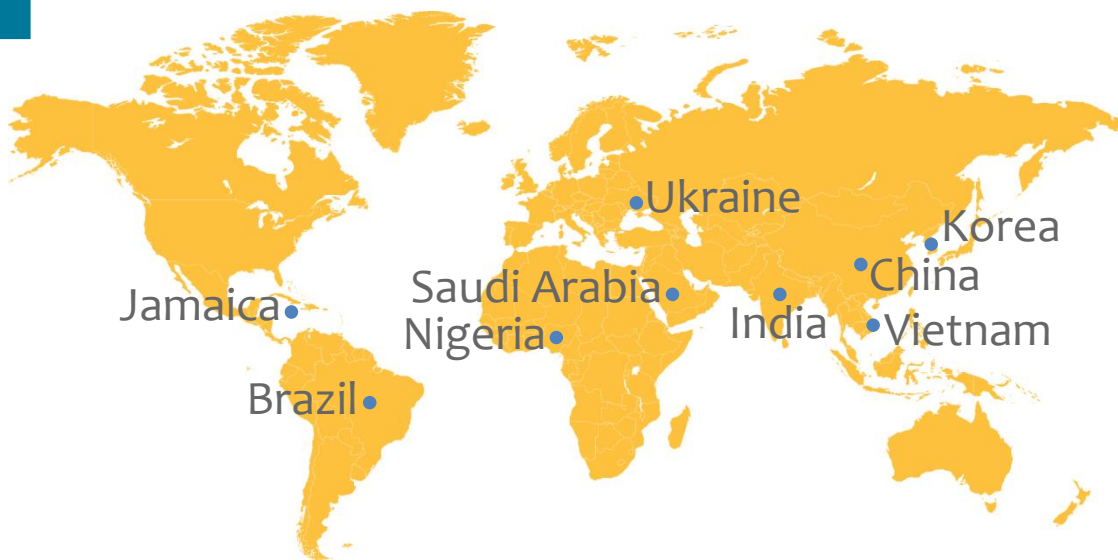 Ukraine
Korea
China
Saudi Arabia
Jamaica
India
Vietnam
Nigeria
Brazil